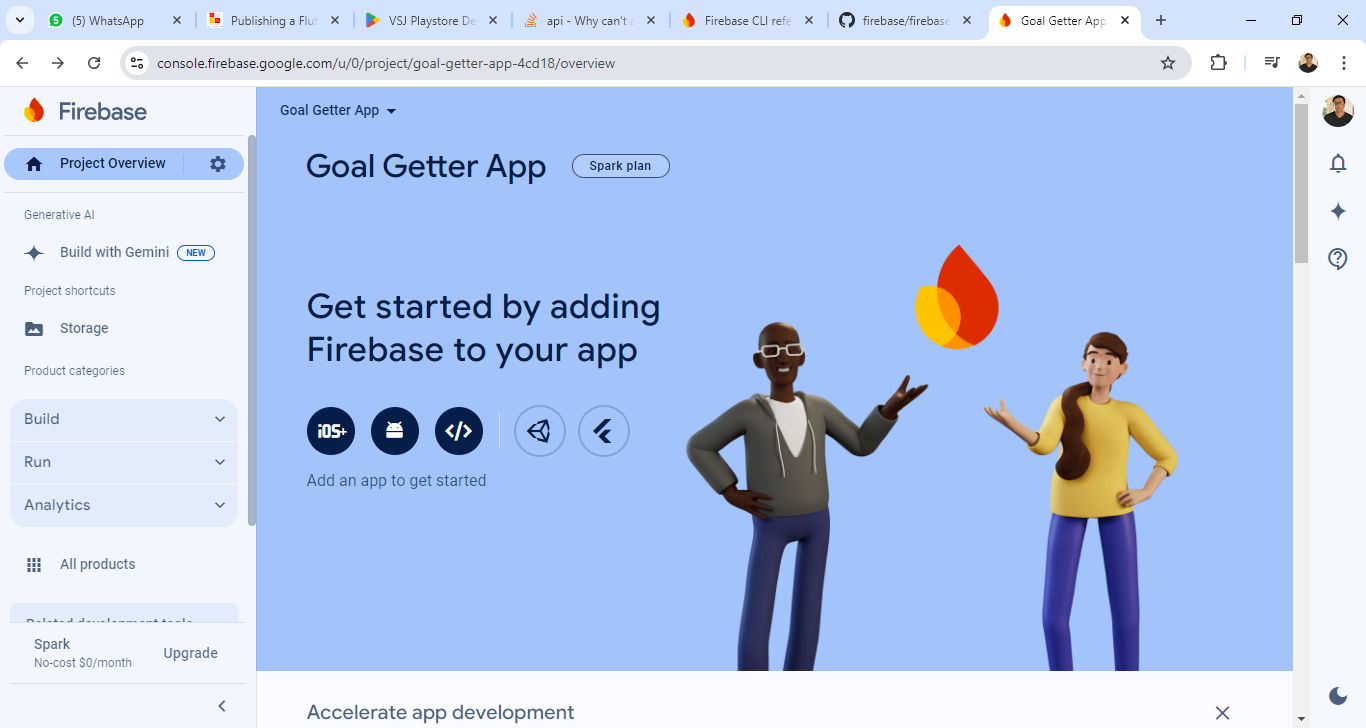 (5) WhatsApp
Publishing a Flut
VSJ Playstore De
api - Why can't a
Firebase CLI refe
firebase/firebase
Goal Getter App
console.firebase.google.com/u/0/project/goal-getter-app-4cd18/overview
Firebase
Project Overview
Generative AI
Build with Gemini NEW
Project shortcuts
Storage
Product categories
Build
Run
Analytics
All products
Related development tools
Spark
No-cost $0/month
Upgrade
Goal Getter App
Goal Getter App
Spark plan
Get started by adding
Firebase to your app
iOS+
Add an app to get started
Accelerate app development